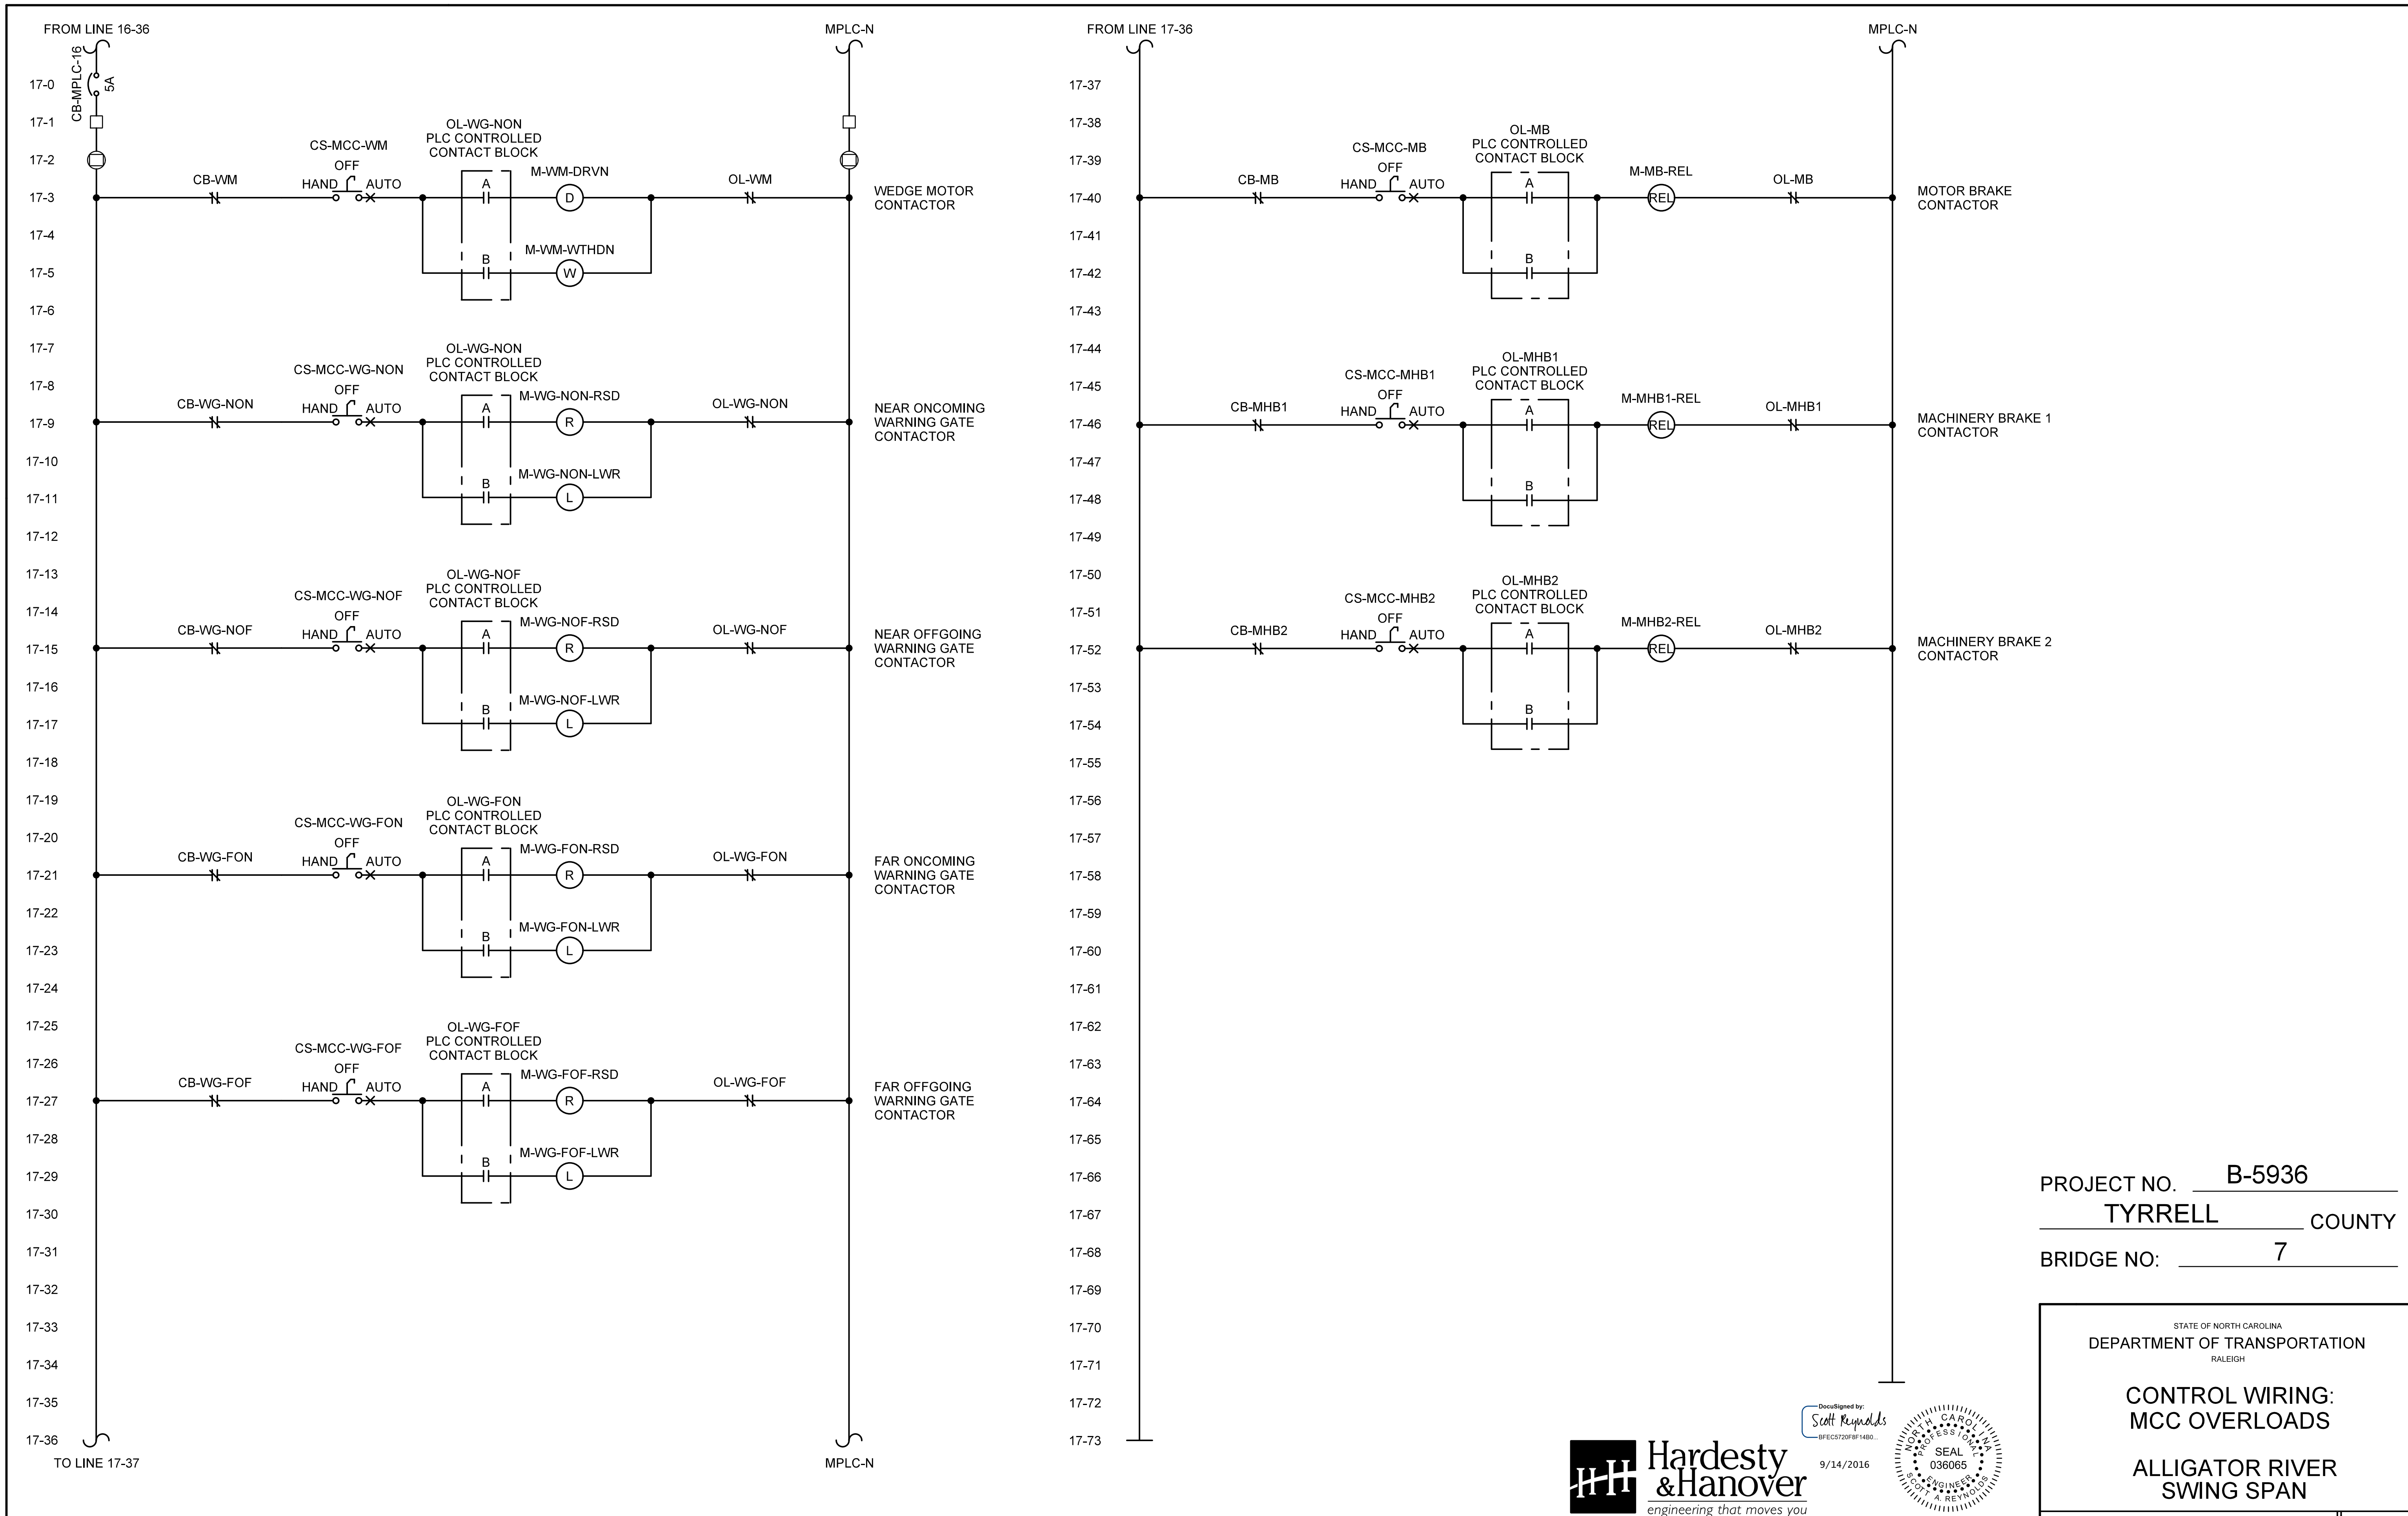 FROM LINE 16-36
MPLC-N
CB-MPLC-16
5A
17-0
17-1
17-2
17-3
17-4
17-5
17-6
17-7
17-8
17-9
17-10
17-11
17-12
17-13
17-14
17-15
17-16
17-17
17-18
17-19
17-20
17-21
17-22
17-23
17-24
17-25
17-26
17-27
17-28
17-29
17-30
17-31
17-32
17-33
17-34
17-35
17-36
CB-WM
CS-MCC-WM
OFF
HAND AUTO
OL-WG-NON
PLC CONTROLLED
CONTACT BLOCK
A
M-WM-DRVN
D
B
M-WM-WTHDN
W
OL-WM
WEDGE MOTOR
CONTACTOR
CB-WG-NON
CS-MCC-WG-NON
OFF
HAND AUTO
OL-WG-NON
PLC CONTROLLED
CONTACT BLOCK
A
M-WG-NON-RSD
R
B
M-WG-NON-LWR
L
OL-WG-NON
NEAR ONCOMING
WARNING GATE
CONTACTOR
CB-WG-NOF
CS-MCC-WG-NOF
OFF
HAND AUTO
OL-WG-NOF
PLC CONTROLLED
CONTACT BLOCK
A
M-WG-NOF-RSD
R
B
M-WG-NOF-LWR
L
OL-WG-NOF
NEAR OFFGOING
WARNING GATE
CONTACTOR
CB-WG-FON
CS-MCC-WG-FON
OFF
HAND AUTO
OL-WG-FON
PLC CONTROLLED
CONTACT BLOCK
A
M-WG-FON-RSD
R
B
M-WG-FON-LWR
L
OL-WG-FON
FAR ONCOMING
WARNING GATE
CONTACTOR
CB-WG-FOF
CS-MCC-WG-FOF
OFF
HAND AUTO
OL-WG-FOF
PLC CONTROLLED
CONTACT BLOCK
A
M-WG-FOF-RSD
R
B
M-WG-FOF-LWR
L
OL-WG-FOF
FAR OFFGOING
WARNING GATE
CONTACTOR
TO LINE 17-37
MPLC-N
FROM LINE 17-36
MPLC-N
17-37
17-38
17-39
17-40
17-41
17-42
17-43
17-44
17-45
17-46
17-47
17-48
17-49
17-50
17-51
17-52
17-53
17-54
17-55
17-56
17-57
17-58
17-59
17-60
17-61
17-62
17-63
17-64
17-65
17-66
17-67
17-68
17-69
17-70
17-71
17-72
17-73
CB-MB
CS-MCC-MB
OFF
HAND AUTO
OL-MB
PLC CONTROLLED
CONTACT BLOCK
A
B
M-MB-REL
REL
OL-MB
MOTOR BRAKE
CONTACTOR
CB-MHB1
CS-MCC-MHB1
OFF
HAND AUTO
OL-MHB1
PLC CONTROLLED
CONTACT BLOCK
A
B
M-MHB1-REL
REL
OL-MHB1
MACHINERY BRAKE 1
CONTACTOR
CB-MHB2
CS-MCC-MHB2
OFF
HAND AUTO
OL-MHB2
PLC CONTROLLED
CONTACT BLOCK
A
B
M-MHB2-REL
REL
OL-MHB2
MACHINERY BRAKE 2
CONTACTOR
PROJECT NO. B-5936
TYRRELL COUNTY
BRIDGE NO: 7
STATE OF NORTH CAROLINA
DEPARTMENT OF TRANSPORTATION
RALEIGH
CONTROL WIRING:
MCC OVERLOADS
ALLIGATOR RIVER
SWING SPAN
HH
Hardesty
&Hanover
engineering that moves you
DocuSigned by:
Scott Reynolds
BFEC5720F8F14B0...
9/14/2016
NORTH CAROLINA
PROFESSIONAL
SEAL
036065
ENGINEER
SCOTT A. REYNOLDS